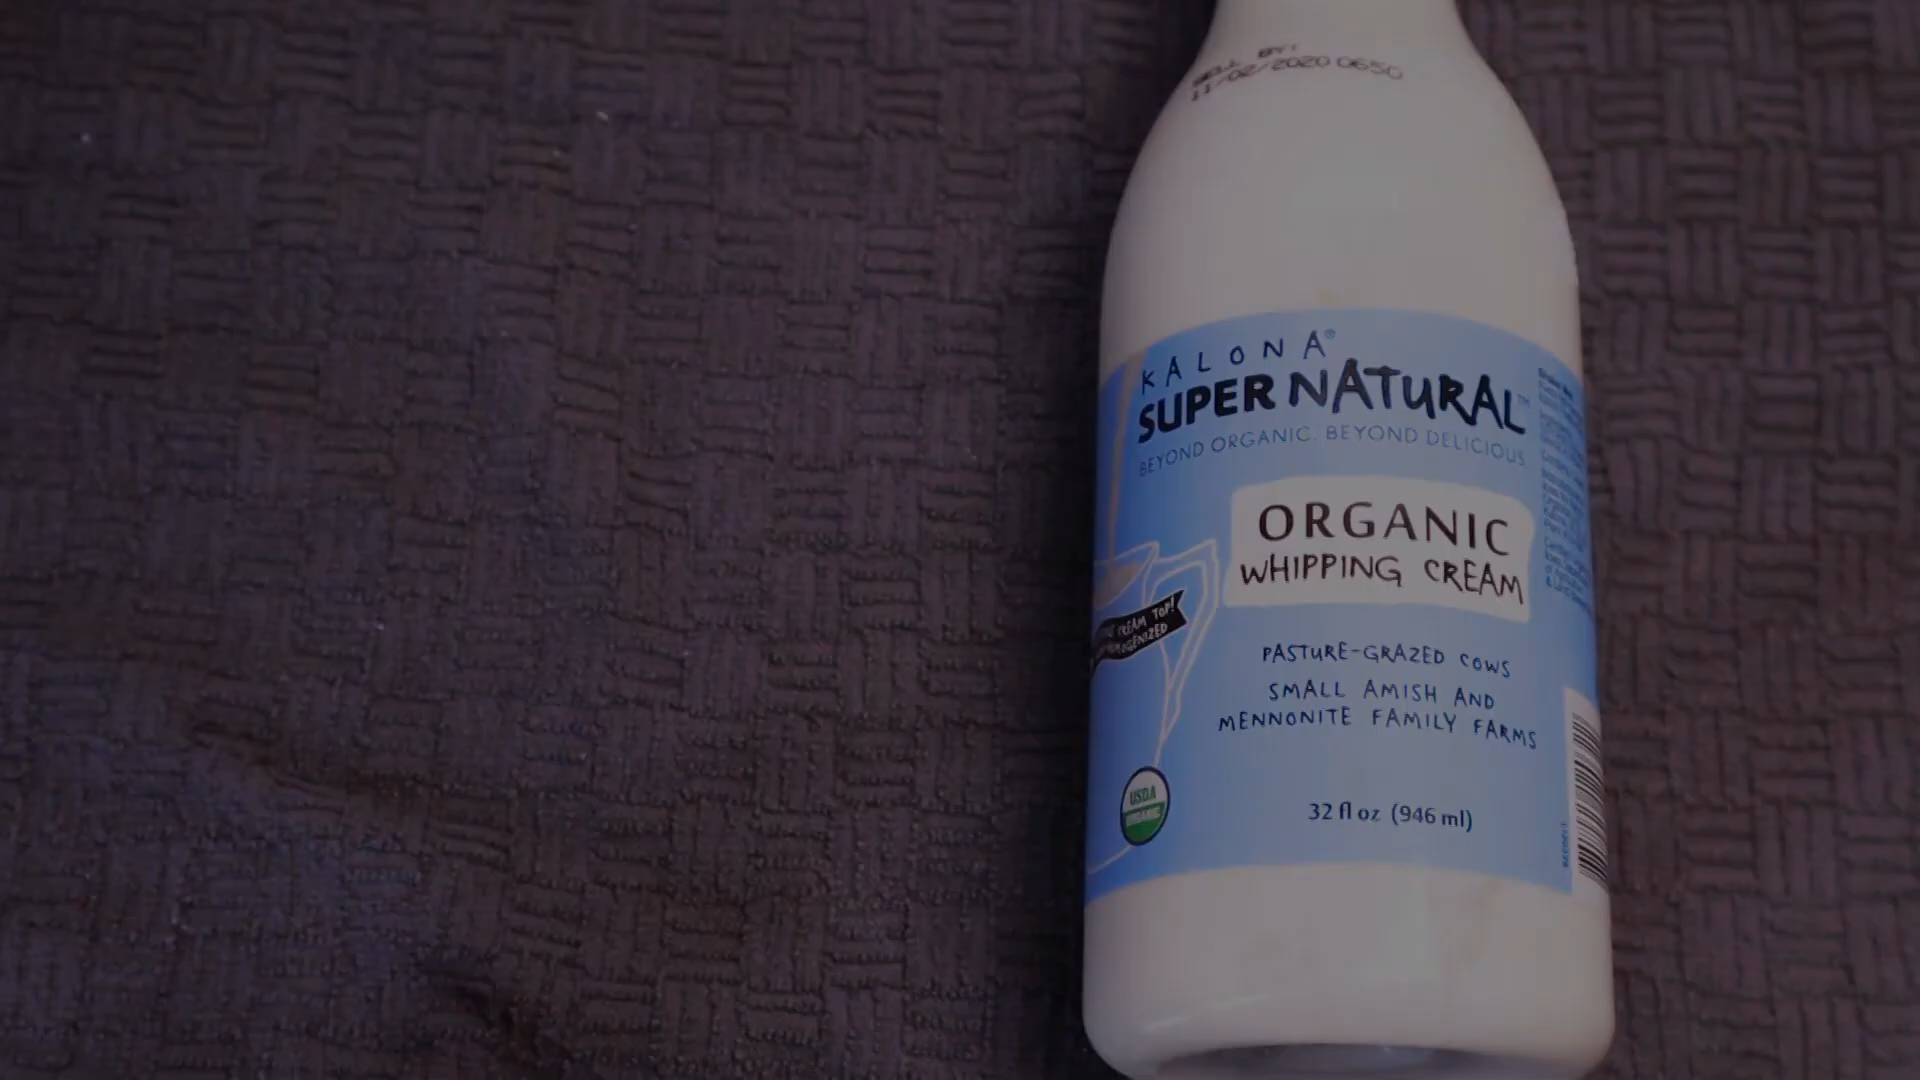 SELL BY:
11/02/2020 0650
KALONA®
SUPER NATURAL™
BEYOND ORGANIC. BEYOND DELICIOUS.
ORGANIC
WHIPPING CREAM
CREAM TOP!
PASTURE-GRAZED COWS
SMALL AMISH AND
MENNONITE FAMILY FARMS
USDA
ORGANIC
32 fl oz (946 ml)